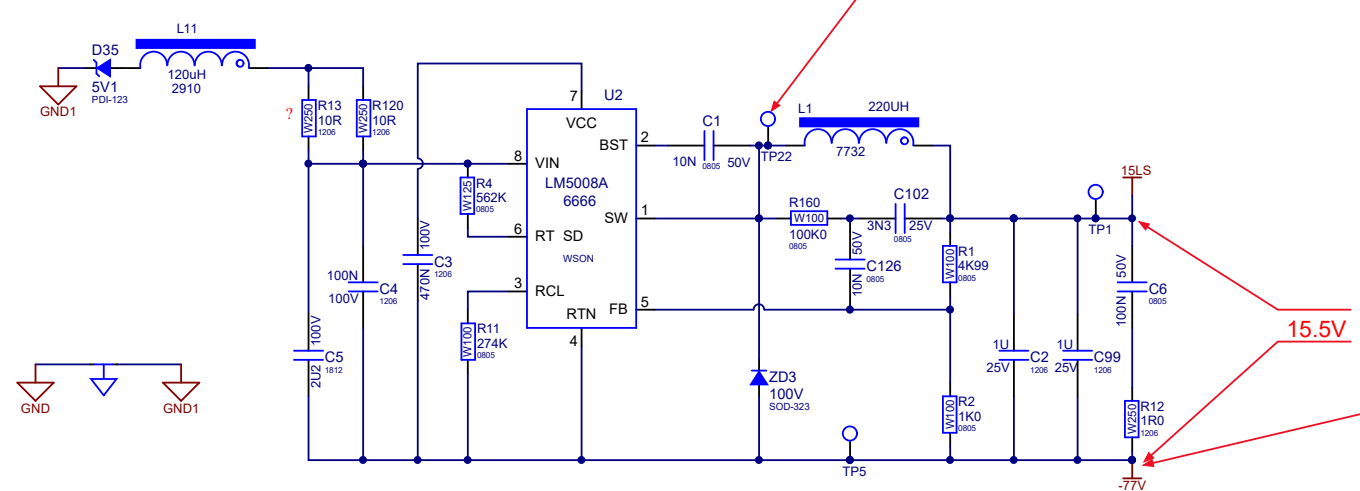 L11
D35
5V1
PDI-123
120uH
2910
GND1
?
W250
R13
10R
1206
W250
R120
10R
1206
7
U2
VCC
BST
2
8
VIN
LM5008A
6666
SW
1
6
RT SD
WSON
3
RCL
RTN
4
FB
5
W125
R4
562K
0805
100V
C3
1206
470N
W100
R11
274K
0805
100N
C4
100V
1206
100V
C5
1812
2U2
GND
GND1
C1
10N
0805
50V
TP22
L1
220UH
7732
R160
W100
100K0
0805
C102
3N3
25V
0805
50V
C126
0805
10N
W100
R1
4K99
0805
ZD3
100V
SOD-323
W100
R2
1K0
0805
TP5
1U
C2
25V
1206
1U
C99
25V
1206
TP1
15LS
50V
C6
0805
100N
W250
R12
1R0
1206
-77V
15.5V